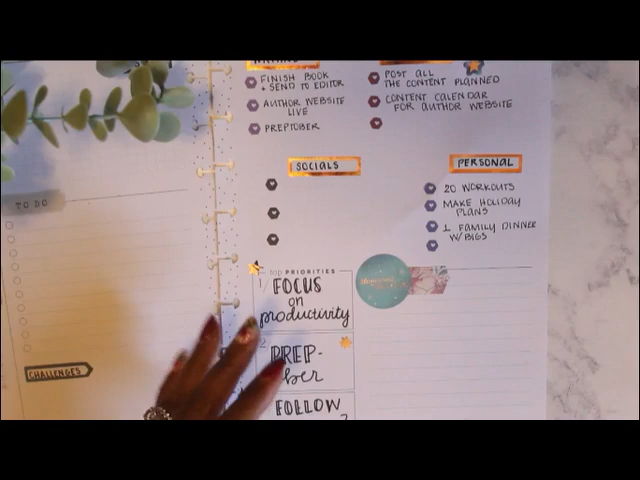 FINISH BOOK
+ SEND TO EDITOR
AUTHOR WEBSITE
LIVE
PREPTOBER
POST ALL
THE CONTENT PLANNED
CONTENT CALENDAR
FOR AUTHOR WEBSITE
SOCIALS
PERSONAL
20 WORKOUTS
MAKE HOLIDAY
PLANS
1 FAMILY DINNER
W/BIGS
TO DO
CHALLENGES
top PRIORITIES
1 FOCUS
on
productivity
2 PREP-
ber
FOLLOW